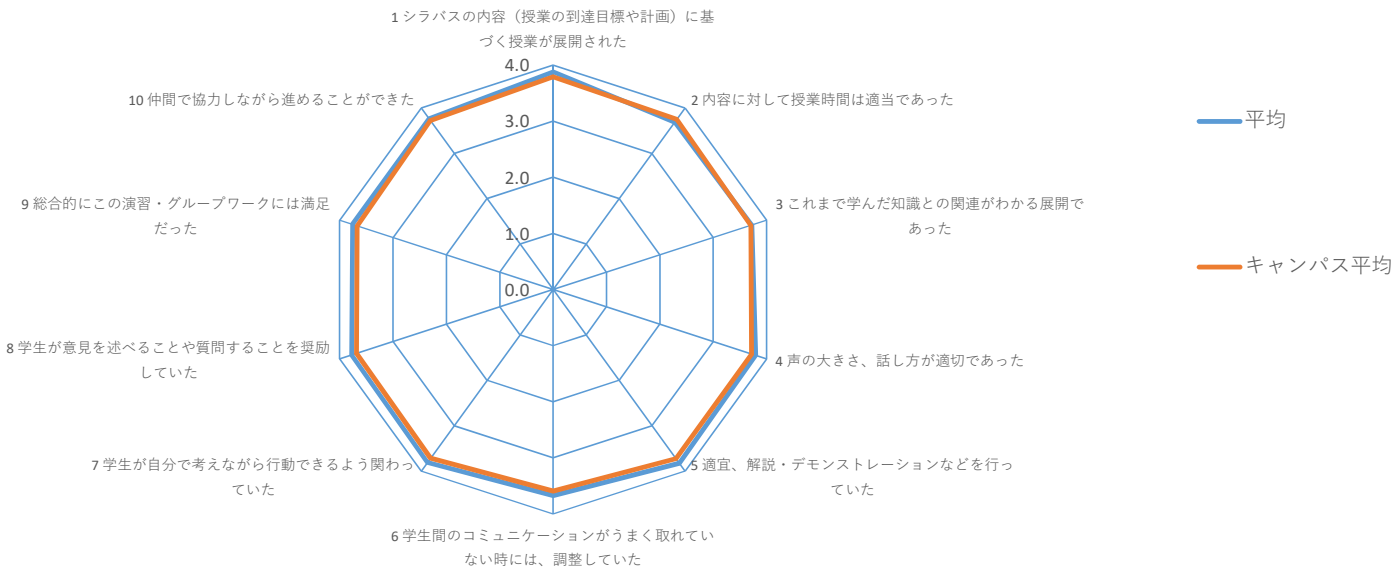 1 シラバスの内容（授業の到達目標や計画）に基
づく授業が展開された
4.0
10 仲間で協力しながら進めることができた
2 内容に対して授業時間は適当であった
平均
3.0
2.0
9 総合的にこの演習・グループワークには満足
だった
3 これまで学んだ知識との関連がわかる展開で
あった
1.0
キャンパス平均
0.0
8 学生が意見を述べることや質問することを奨励
していた
4 声の大きさ、話し方が適切であった
7 学生が自分で考えながら行動できるよう関わっ
ていた
5 適宜、解説・デモンストレーションなどを行っ
ていた
6 学生間のコミュニケーションがうまく取れてい
ない時には、調整していた